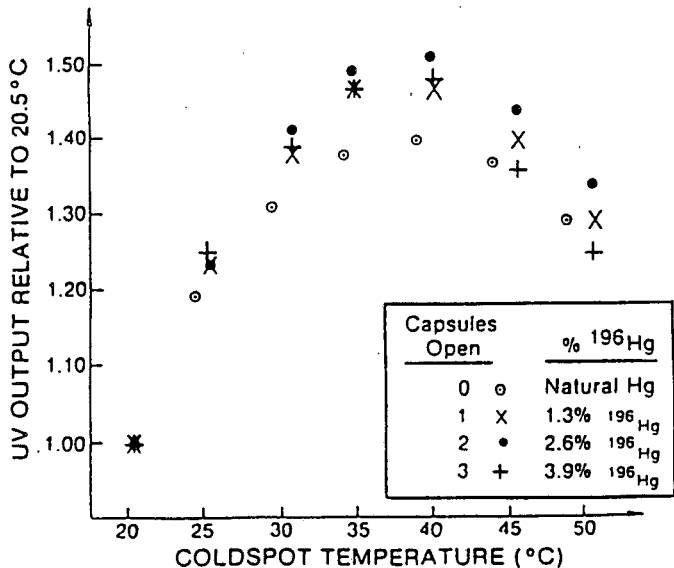 UV OUTPUT RELATIVE TO 20.5°C
1.50
1.40
1.30
1.20
1.10
1.00
20
25
30
35
40
45
50
COLDSPOT TEMPERATURE (°C)
Capsules Open % 196Hg
0 Natural Hg
1 X 1.3% 196Hg
2 2.6% 196Hg
3 + 3.9% 196Hg